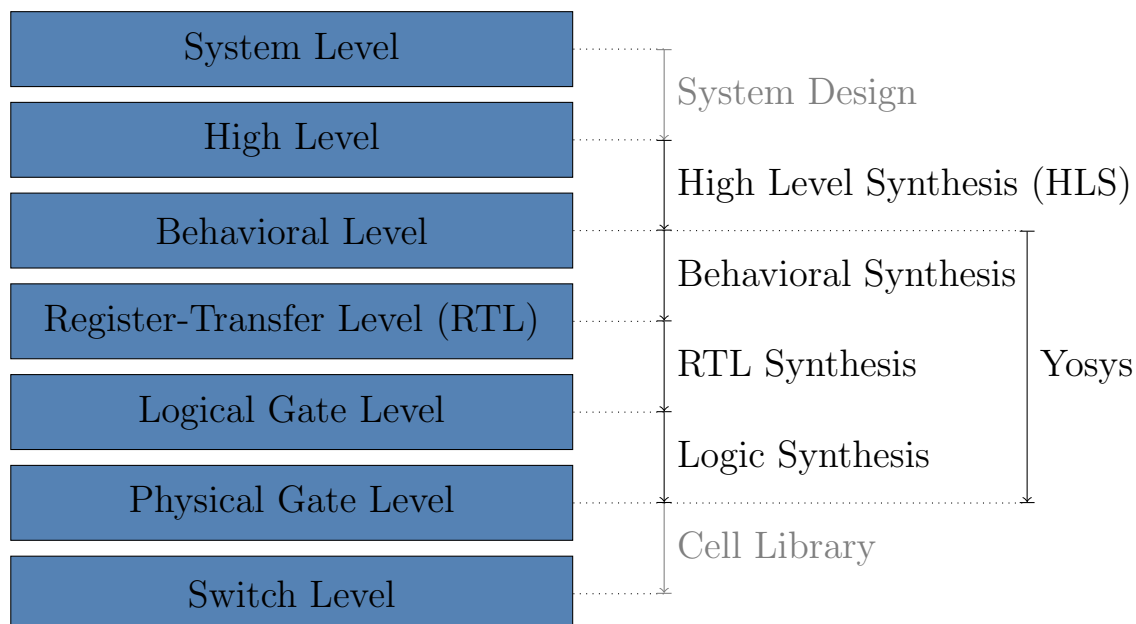 System Level
System Design
High Level
High Level Synthesis (HLS)
Behavioral Level
Behavioral Synthesis
Register-Transfer Level (RTL)
RTL Synthesis
Yosys
Logical Gate Level
Logic Synthesis
Physical Gate Level
Cell Library
Switch Level